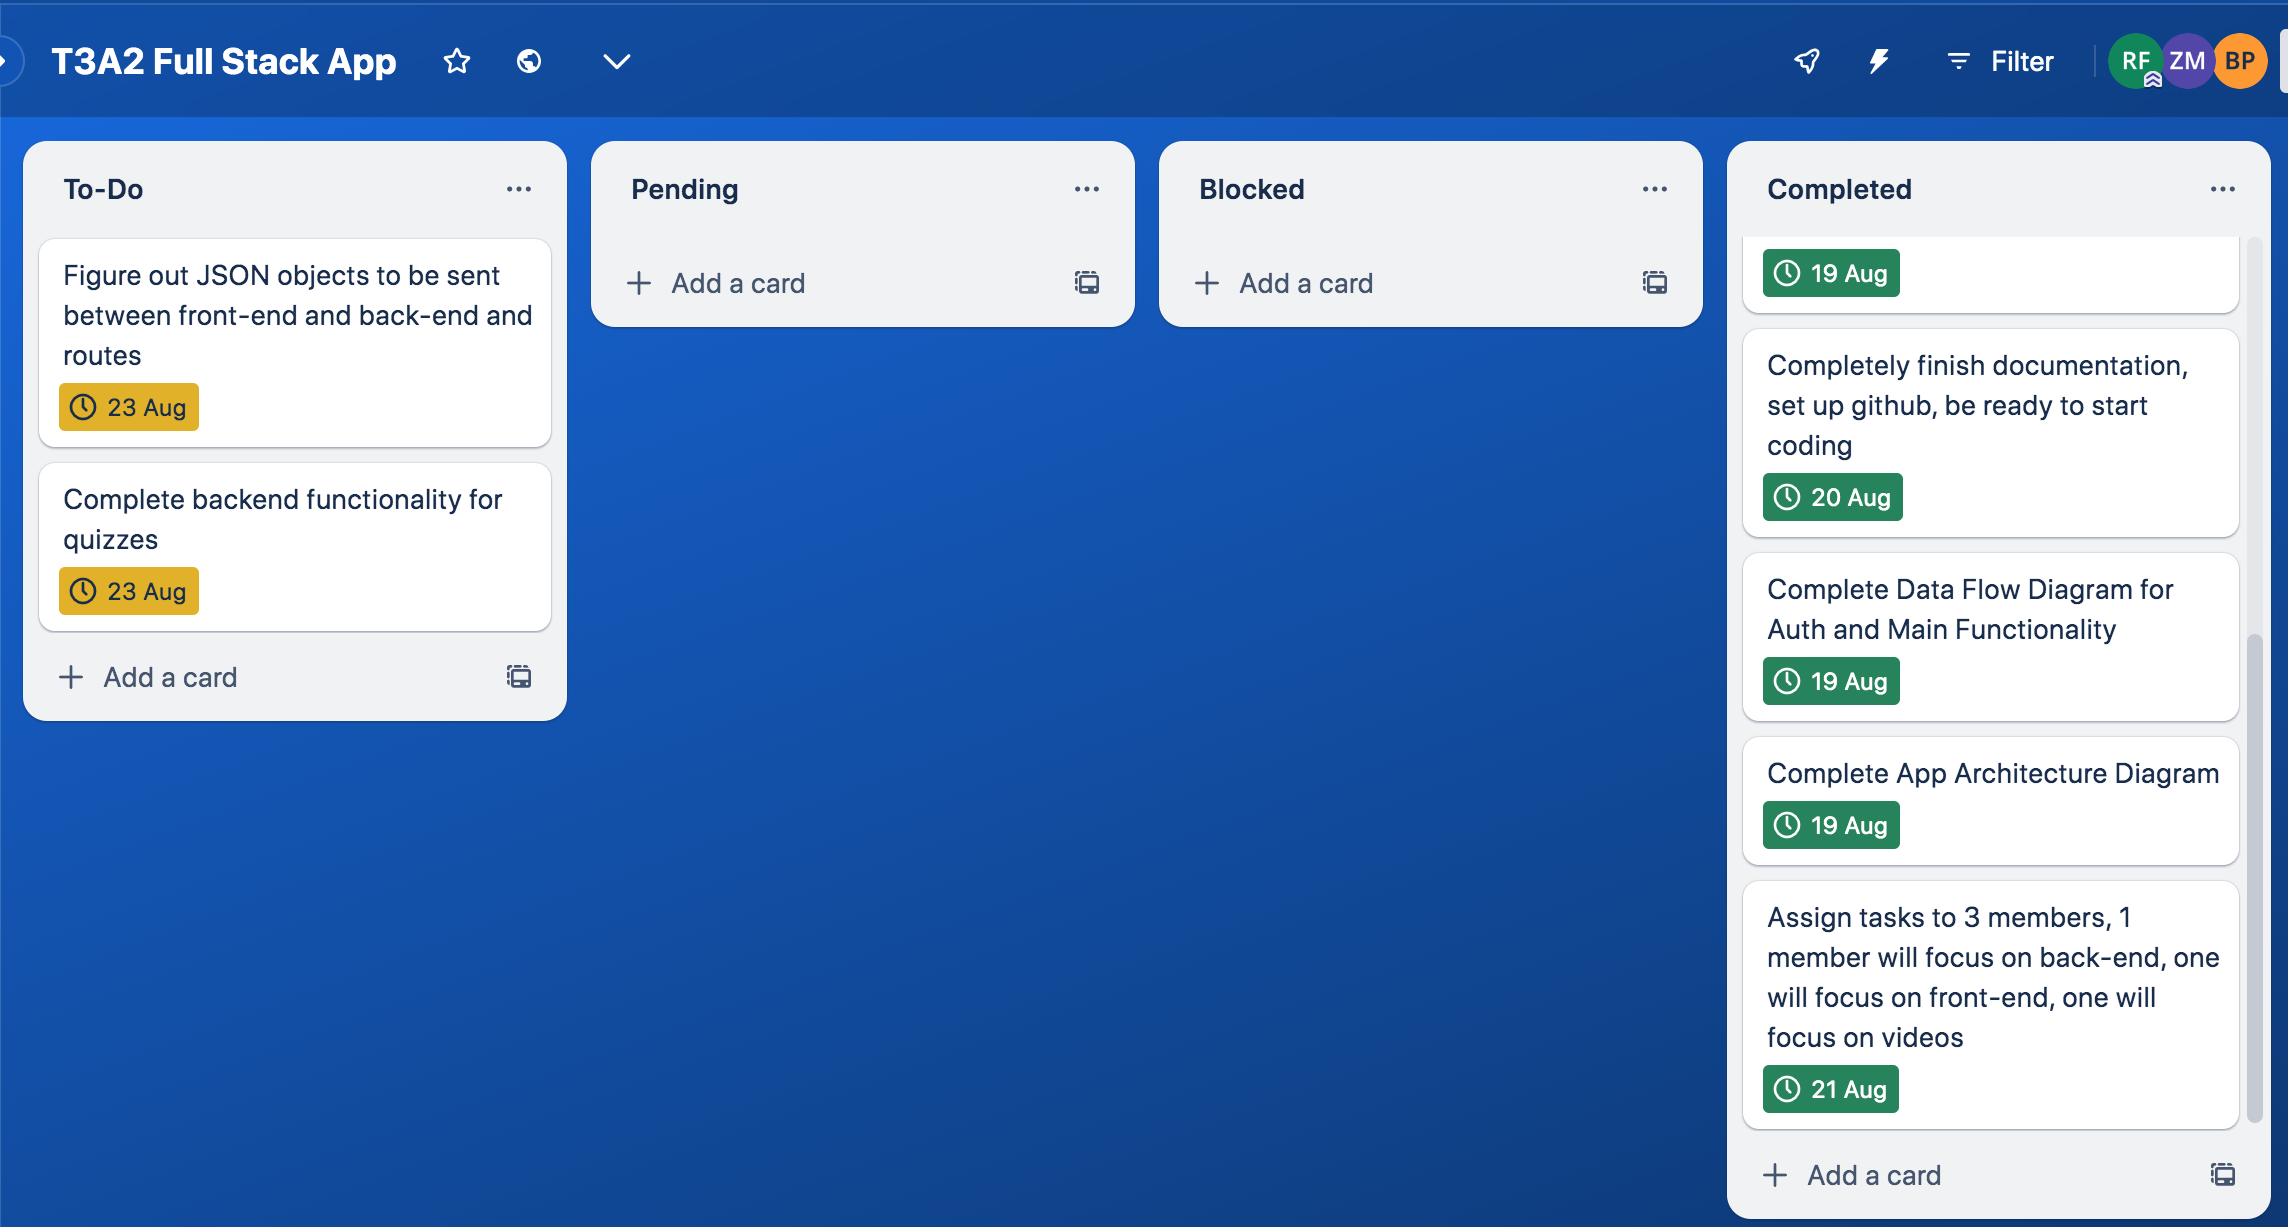 T3A2 Full Stack App
Filter
RF
ZM
BP
To-Do
Figure out JSON objects to be sent
between front-end and back-end and
routes
23 Aug
Complete backend functionality for
quizzes
23 Aug
Add a card
Pending
Add a card
Blocked
Add a card
Completed
19 Aug
Completely finish documentation,
set up github, be ready to start
coding
20 Aug
Complete Data Flow Diagram for
Auth and Main Functionality
19 Aug
Complete App Architecture Diagram
19 Aug
Assign tasks to 3 members, 1
member will focus on back-end, one
will focus on front-end, one will
focus on videos
21 Aug
Add a card